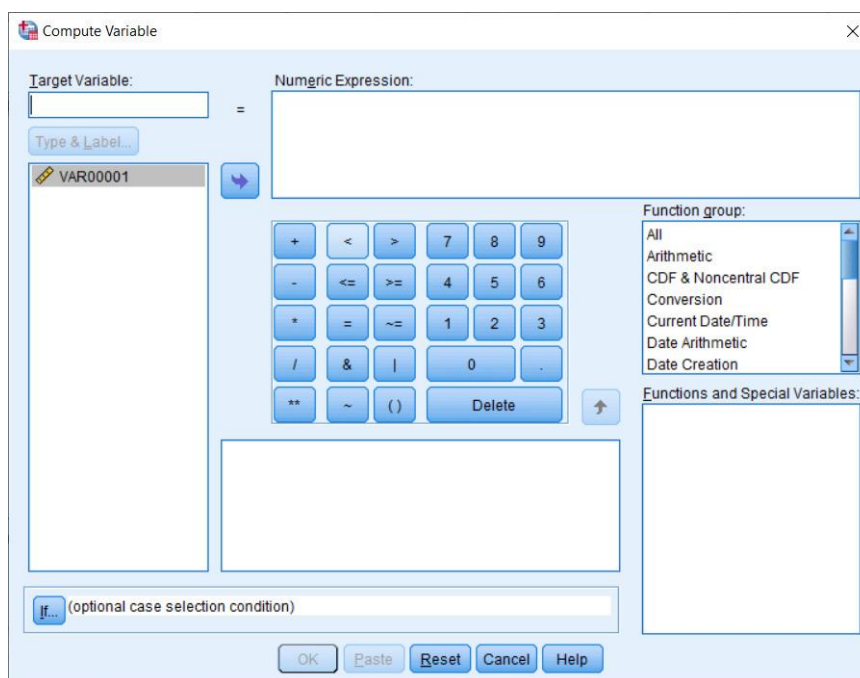 Compute Variable
Target Variable:
Numeric Expression:
=
Type & Label...
VAR00001
+ < > 7 8 9
- <= >= 4 5 6
* = ~= 1 2 3
/ & | 0 .
** ~ ( ) Delete
Function group:
All
Arithmetic
CDF & Noncentral CDF
Conversion
Current Date/Time
Date Arithmetic
Date Creation
Functions and Special Variables:
If... (optional case selection condition)
OK Paste Reset Cancel Help